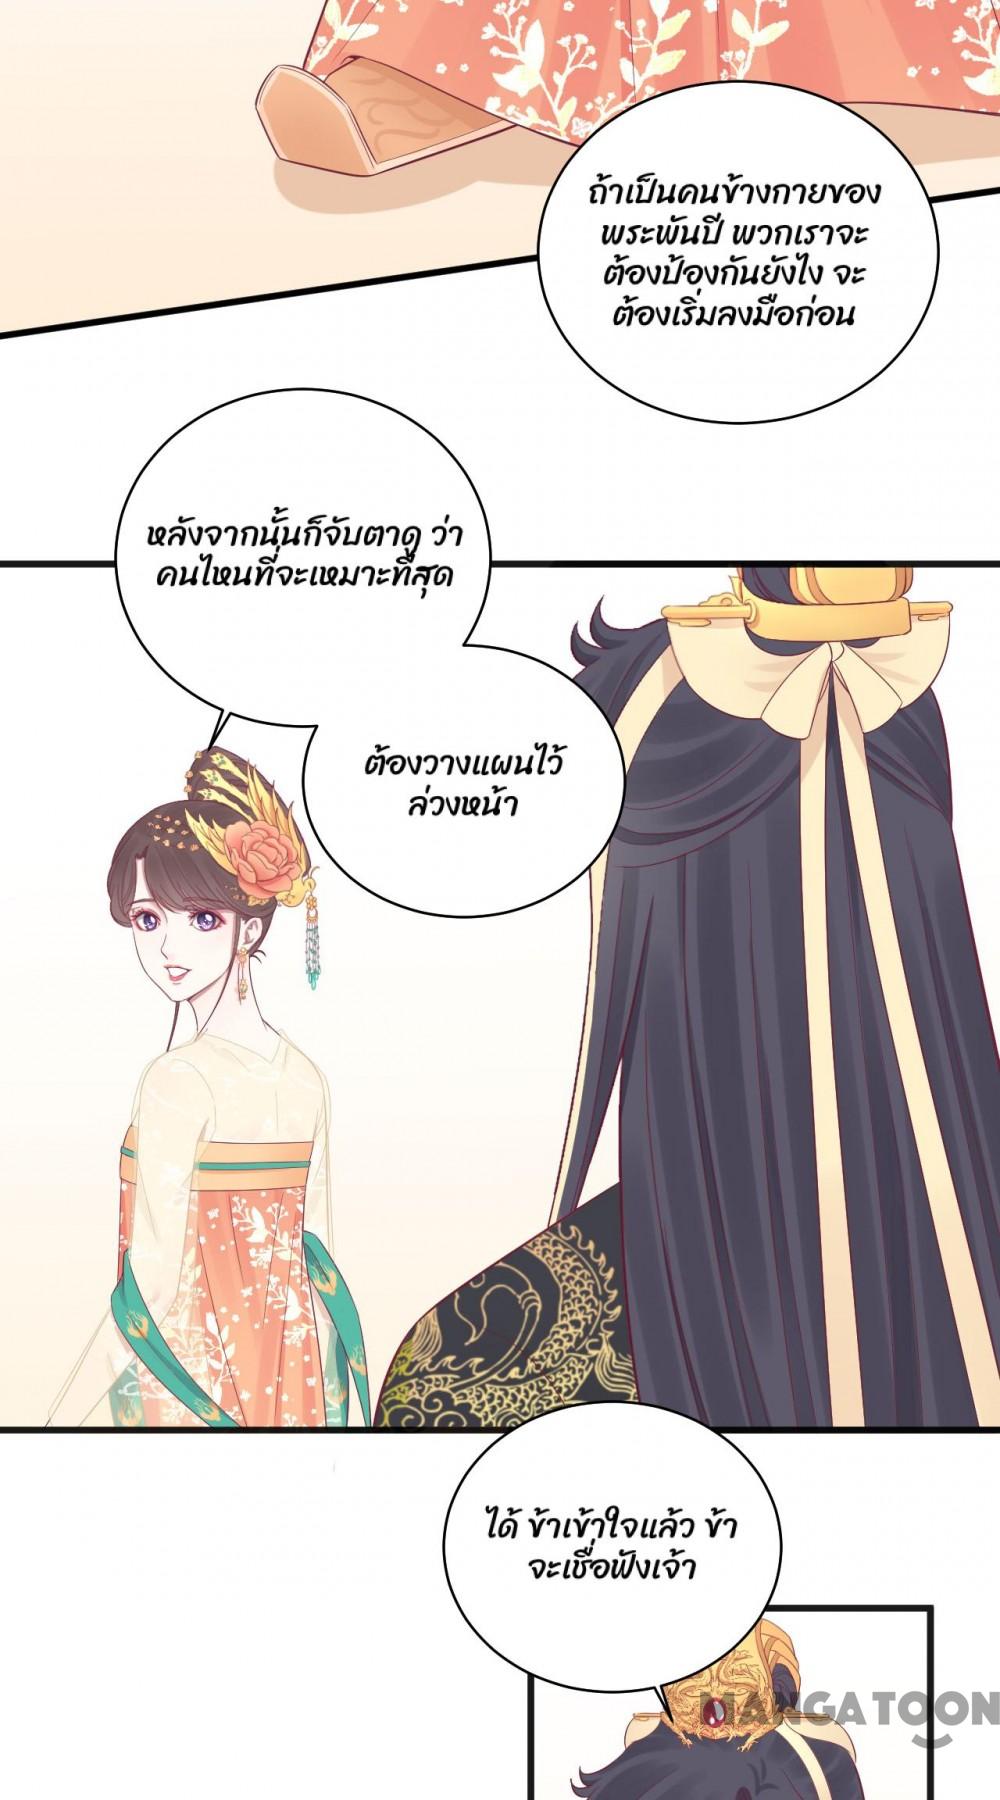 ถ้าเป็นคนข้างกายของ
พระพันปี พวกเราจะ
ต้องป้องกันยังไง จะ
ต้องเริ่มลงมือก่อน
หลังจากนั้นก็จับตาดู ว่า
คนไหนที่จะเหมาะที่สุด
ต้องวางแผนไว้
ล่วงหน้า
ได้ ข้าเข้าใจแล้ว ข้า
จะเชื่อฟังเจ้า
MANGATOON